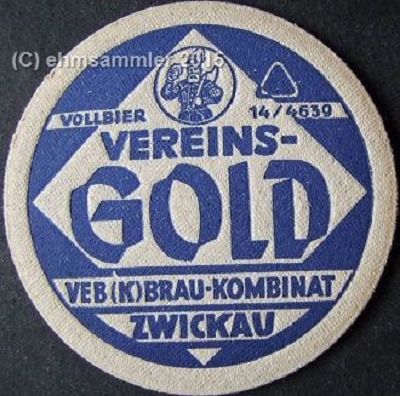 (C) ehmsammler 2015
VOLLBIER 14/4639
VEREINS-
GOLD
VEB(K)BRAU-KOMBINAT
ZWICKAU